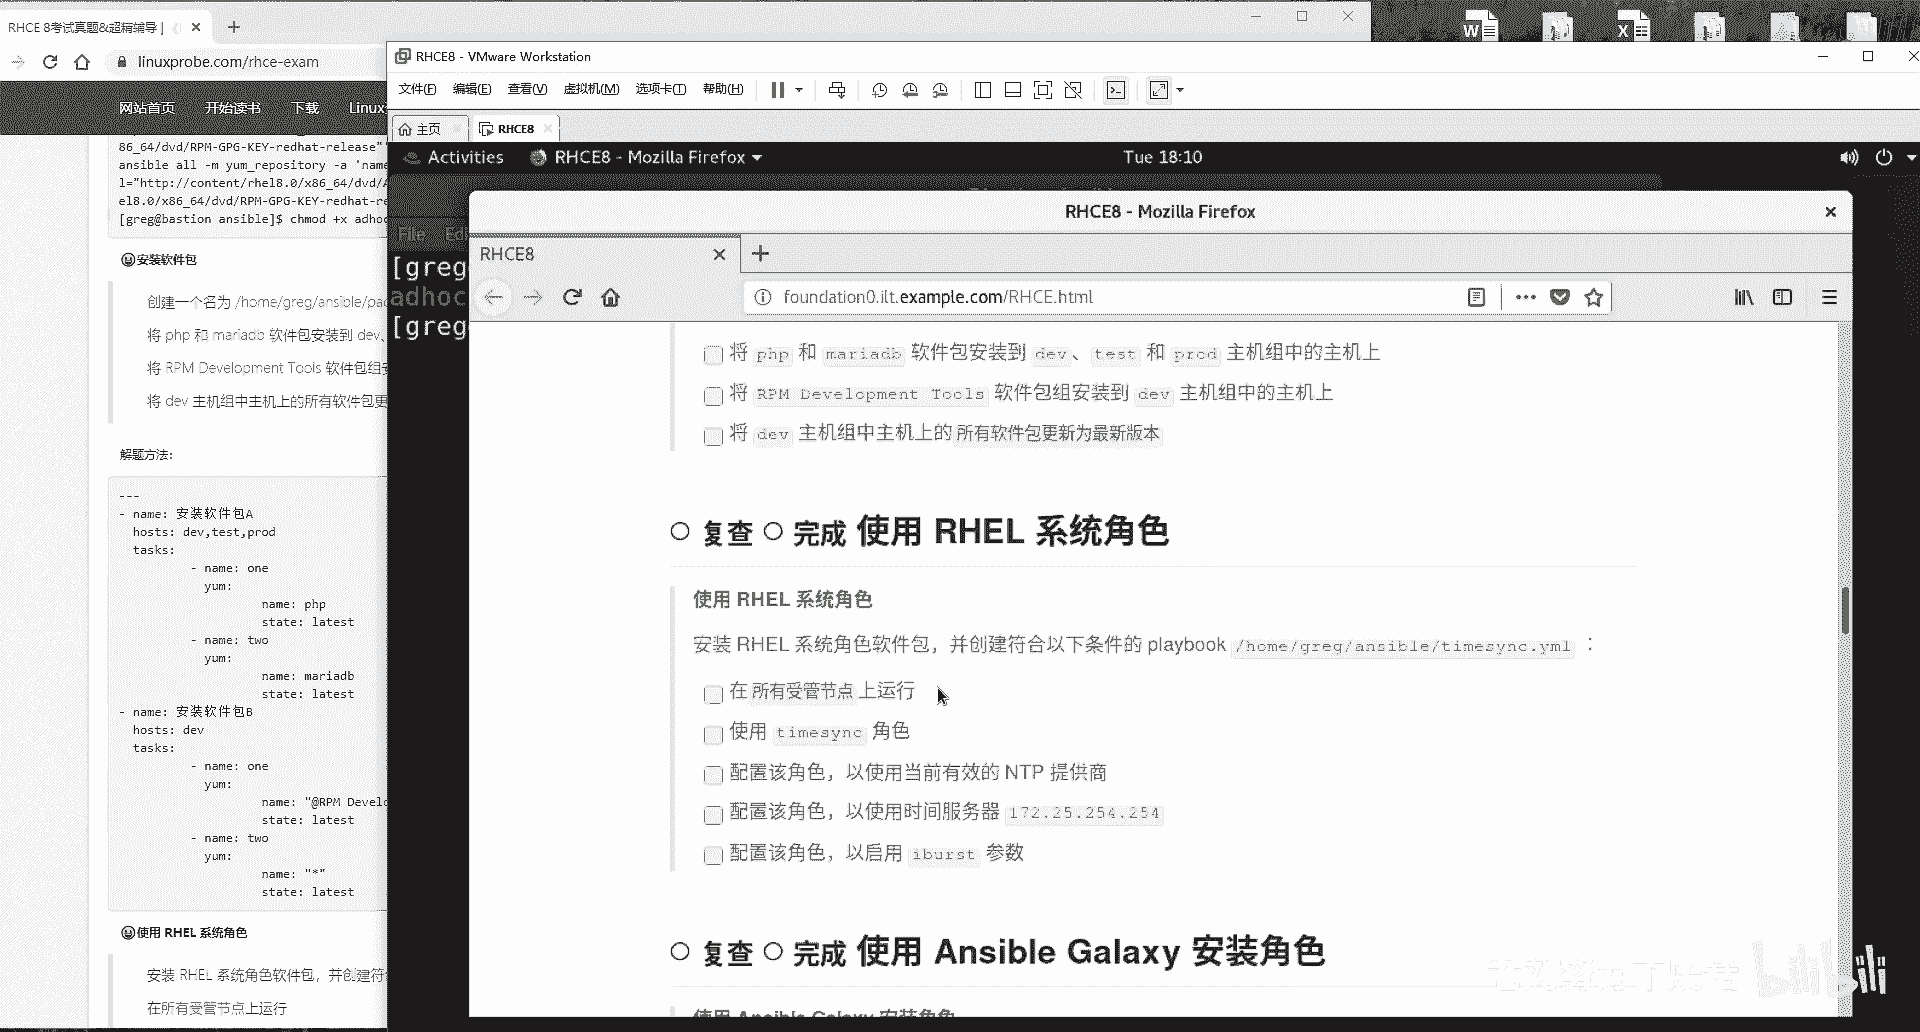 RHCE 8考试真题&超精辅导 |
linuxprobe.com/rhce-exam
网站首页 开始读书 下载 Linux
86_64/dvd/RPM-GPG-KEY-redhat-release"
ansible all -m yum_repository -a 'name
l="http://content/rhel8.0/x86_64/dvd/
el8.0/x86_64/dvd/RPM-GPG-KEY-redhat-re
[greg@bastion ansible]$ chmod +x adhoc
安装软件包
创建一个名为 /home/greg/ansible/pac
将 php 和 mariadb 软件包安装到 dev、
将 RPM Development Tools 软件包组安
将 dev 主机组中主机上的所有软件包更
解题方法:
---
- name: 安装软件包A
hosts: dev,test,prod
tasks:
- name: one
yum:
name: php
state: latest
- name: two
yum:
name: mariadb
state: latest
- name: 安装软件包B
hosts: dev
tasks:
- name: one
yum:
name: "@RPM Develo
state: latest
- name: two
yum:
name: "*"
state: latest
使用 RHEL 系统角色
安装 RHEL 系统角色软件包，并创建符
在所有受管节点上运行
RHCE8 - VMware Workstation
文件(F) 编辑(E) 查看(V) 虚拟机(M) 选项卡(T) 帮助(H)
主页 RHCE8
Activities RHCE8 - Mozilla Firefox Tue 18:10
RHCE8 - Mozilla Firefox
File Edi
[greg
adhoc
[greg
RHCE8
foundation0.ilt.example.com/RHCE.html
将 php 和 mariadb 软件包安装到 dev、test 和 prod 主机组中的主机上
将 RPM Development Tools 软件包组安装到 dev 主机组中的主机上
将 dev 主机组中主机上的所有软件包更新为最新版本
复查 完成 使用 RHEL 系统角色
使用 RHEL 系统角色
安装 RHEL 系统角色软件包，并创建符合以下条件的 playbook /home/greg/ansible/timesync.yml ：
在所有受管节点上运行
使用 timesync 角色
配置该角色，以使用当前有效的 NTP 提供商
配置该角色，以使用时间服务器 172.25.254.254
配置该角色，以启用 iburst 参数
复查 完成 使用 Ansible Galaxy 安装角色
使用 Ansible Galaxy 安装角色
bilibili